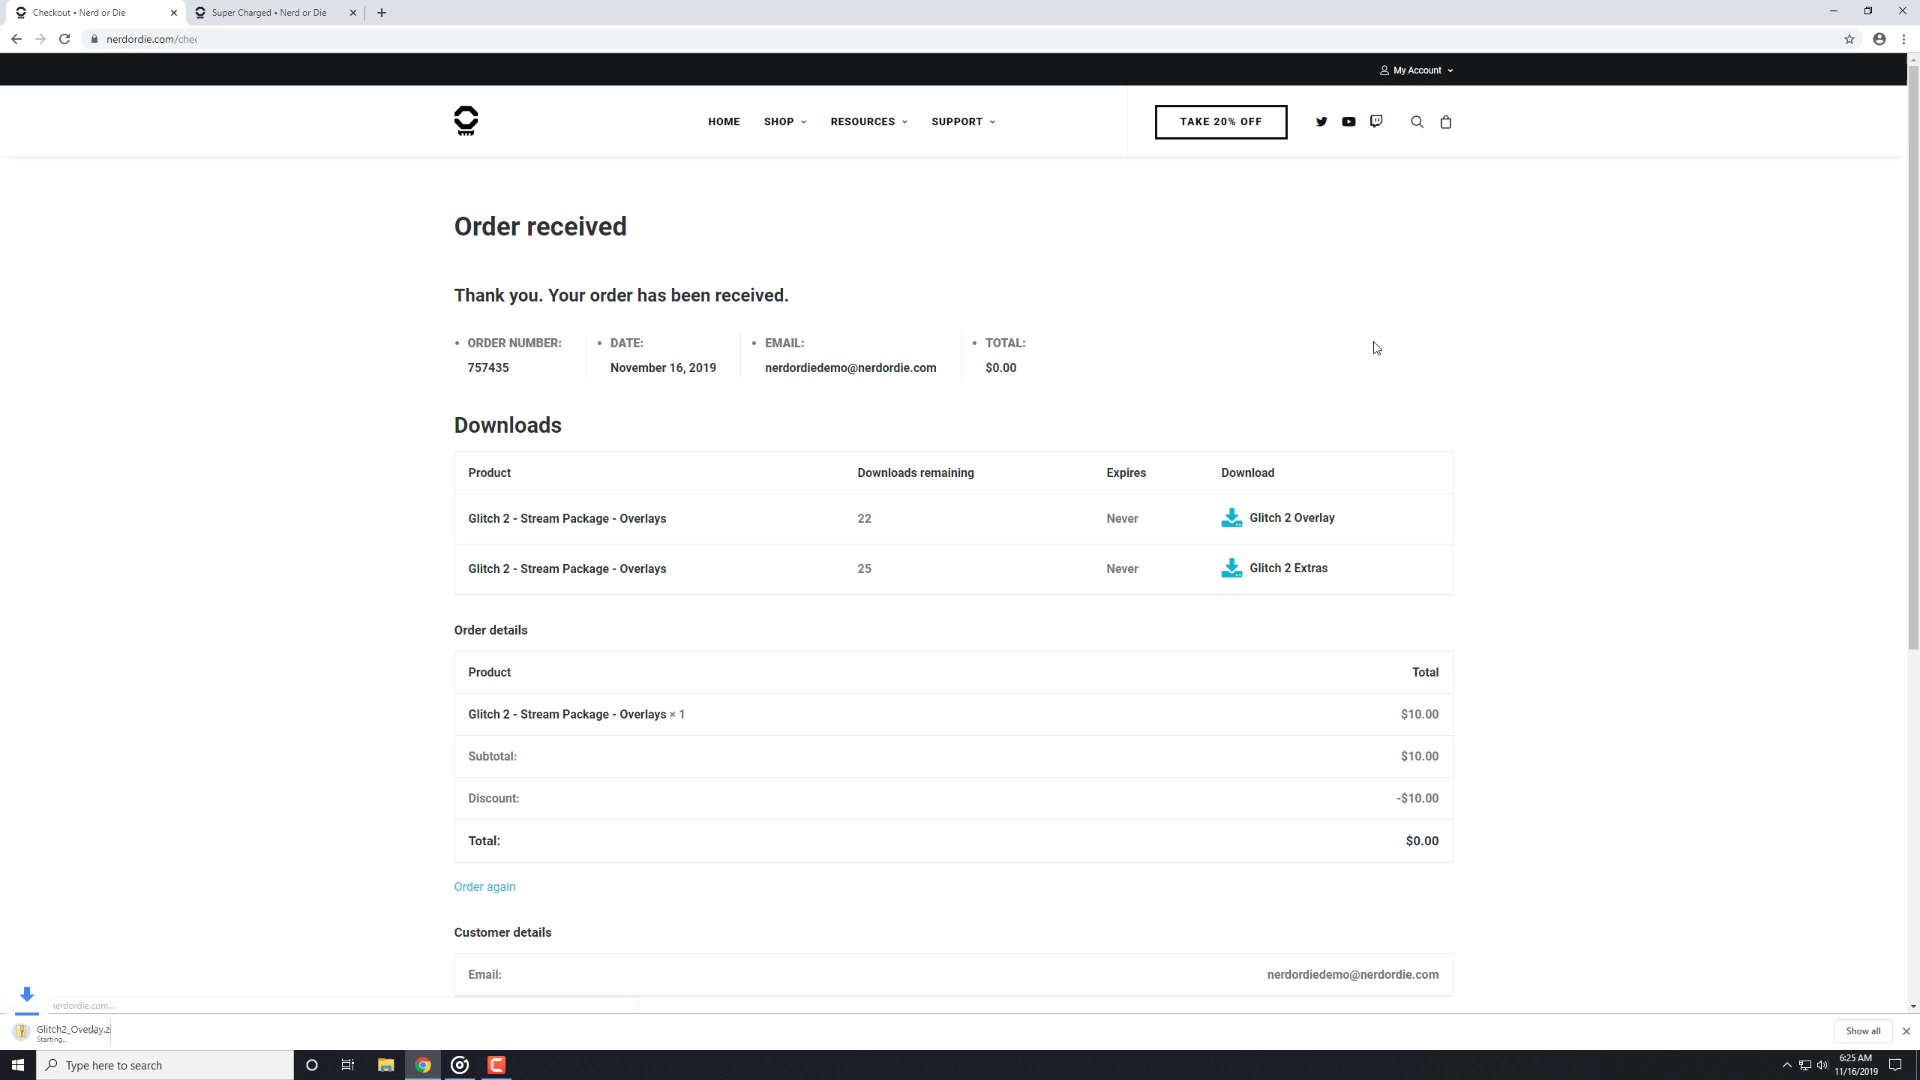 Checkout • Nerd or Die
Super Charged • Nerd or Die
nerdordie.com/chec
My Account
HOME SHOP RESOURCES SUPPORT
TAKE 20% OFF
Order received
Thank you. Your order has been received.
• ORDER NUMBER: • DATE: • EMAIL: • TOTAL:
757435 November 16, 2019 nerdordiedemo@nerdordie.com $0.00
Downloads
Product Downloads remaining Expires Download
Glitch 2 - Stream Package - Overlays 22 Never Glitch 2 Overlay
Glitch 2 - Stream Package - Overlays 25 Never Glitch 2 Extras
Order details
Product Total
Glitch 2 - Stream Package - Overlays × 1 $10.00
Subtotal: $10.00
Discount: -$10.00
Total: $0.00
Order again
Customer details
Email: nerdordiedemo@nerdordie.com
nerdordie.com...
Glitch2_Overlay.zi
Starting...
Show all
Type here to search
6:25 AM
11/16/2019